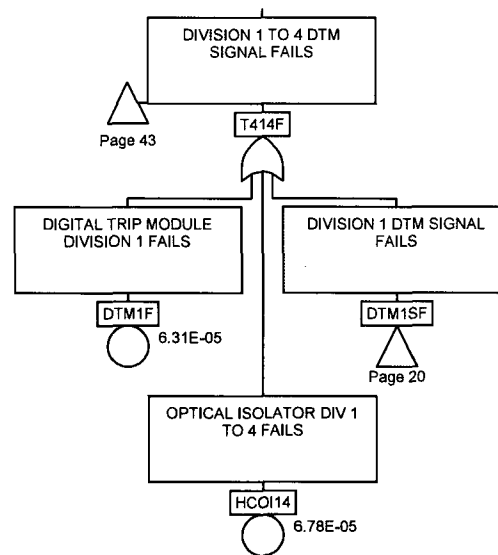 DIVISION 1 TO 4 DTM
SIGNAL FAILS
Page 43
T414F
DIGITAL TRIP MODULE
DIVISION 1 FAILS
DIVISION 1 DTM SIGNAL
FAILS
DTM1F
6.31E-05
DTM1SF
Page 20
OPTICAL ISOLATOR DIV 1
TO 4 FAILS
HCOI14
6.78E-05